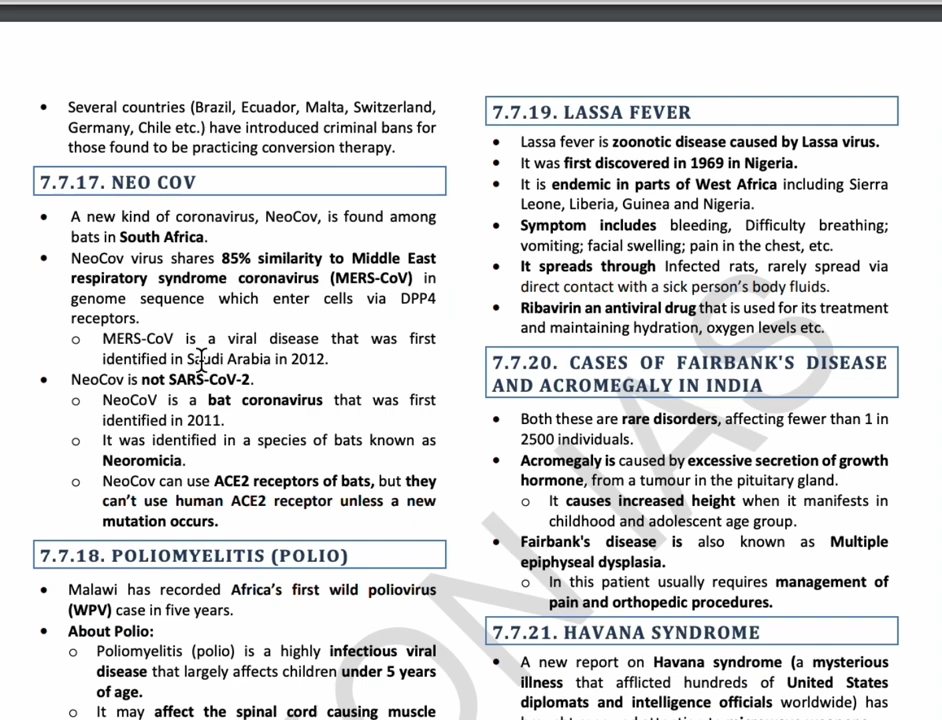 • Several countries (Brazil, Ecuador, Malta, Switzerland,
Germany, Chile etc.) have introduced criminal bans for
those found to be practicing conversion therapy.
7.7.17. NEO COV
• A new kind of coronavirus, NeoCov, is found among
bats in South Africa.
• NeoCov virus shares 85% similarity to Middle East
respiratory syndrome coronavirus (MERS-CoV) in
genome sequence which enter cells via DPP4
receptors.
o MERS-CoV is a viral disease that was first
identified in Saudi Arabia in 2012.
• NeoCov is not SARS-CoV-2.
o NeoCoV is a bat coronavirus that was first
identified in 2011.
o It was identified in a species of bats known as
Neoromicia.
o NeoCov can use ACE2 receptors of bats, but they
can't use human ACE2 receptor unless a new
mutation occurs.
7.7.18. POLIOMYELITIS (POLIO)
• Malawi has recorded Africa's first wild poliovirus
(WPV) case in five years.
• About Polio:
o Poliomyelitis (polio) is a highly infectious viral
disease that largely affects children under 5 years
of age.
o It may affect the spinal cord causing muscle
7.7.19. LASSA FEVER
• Lassa fever is zoonotic disease caused by Lassa virus.
• It was first discovered in 1969 in Nigeria.
• It is endemic in parts of West Africa including Sierra
Leone, Liberia, Guinea and Nigeria.
• Symptom includes bleeding, Difficulty breathing;
vomiting; facial swelling; pain in the chest, etc.
• It spreads through Infected rats, rarely spread via
direct contact with a sick person's body fluids.
• Ribavirin an antiviral drug that is used for its treatment
and maintaining hydration, oxygen levels etc.
7.7.20. CASES OF FAIRBANK'S DISEASE
AND ACROMEGALY IN INDIA
• Both these are rare disorders, affecting fewer than 1 in
2500 individuals.
• Acromegaly is caused by excessive secretion of growth
hormone, from a tumour in the pituitary gland.
o It causes increased height when it manifests in
childhood and adolescent age group.
• Fairbank's disease is also known as Multiple
epiphyseal dysplasia.
o In this patient usually requires management of
pain and orthopedic procedures.
7.7.21. HAVANA SYNDROME
• A new report on Havana syndrome (a mysterious
illness that afflicted hundreds of United States
diplomats and intelligence officials worldwide) has
ON IAS